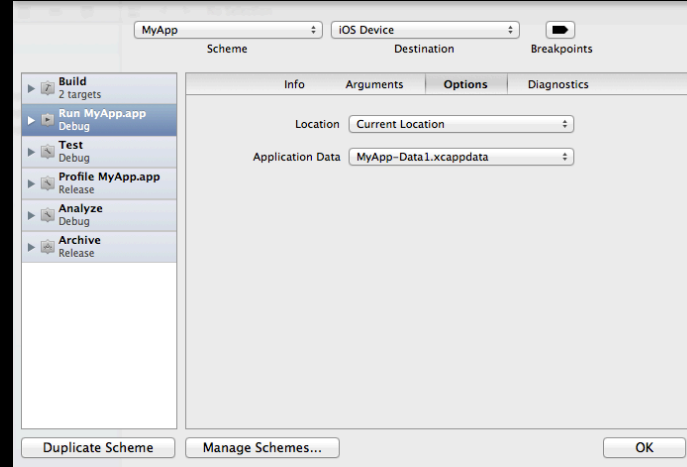 MyApp
iOS Device
Scheme
Destination
Breakpoints
Build
2 targets
Run MyApp.app
Debug
Test
Debug
Profile MyApp.app
Release
Analyze
Debug
Archive
Release
Info Arguments Options Diagnostics
Location Current Location
Application Data MyApp-Data1.xcappdata
Duplicate Scheme
Manage Schemes...
OK